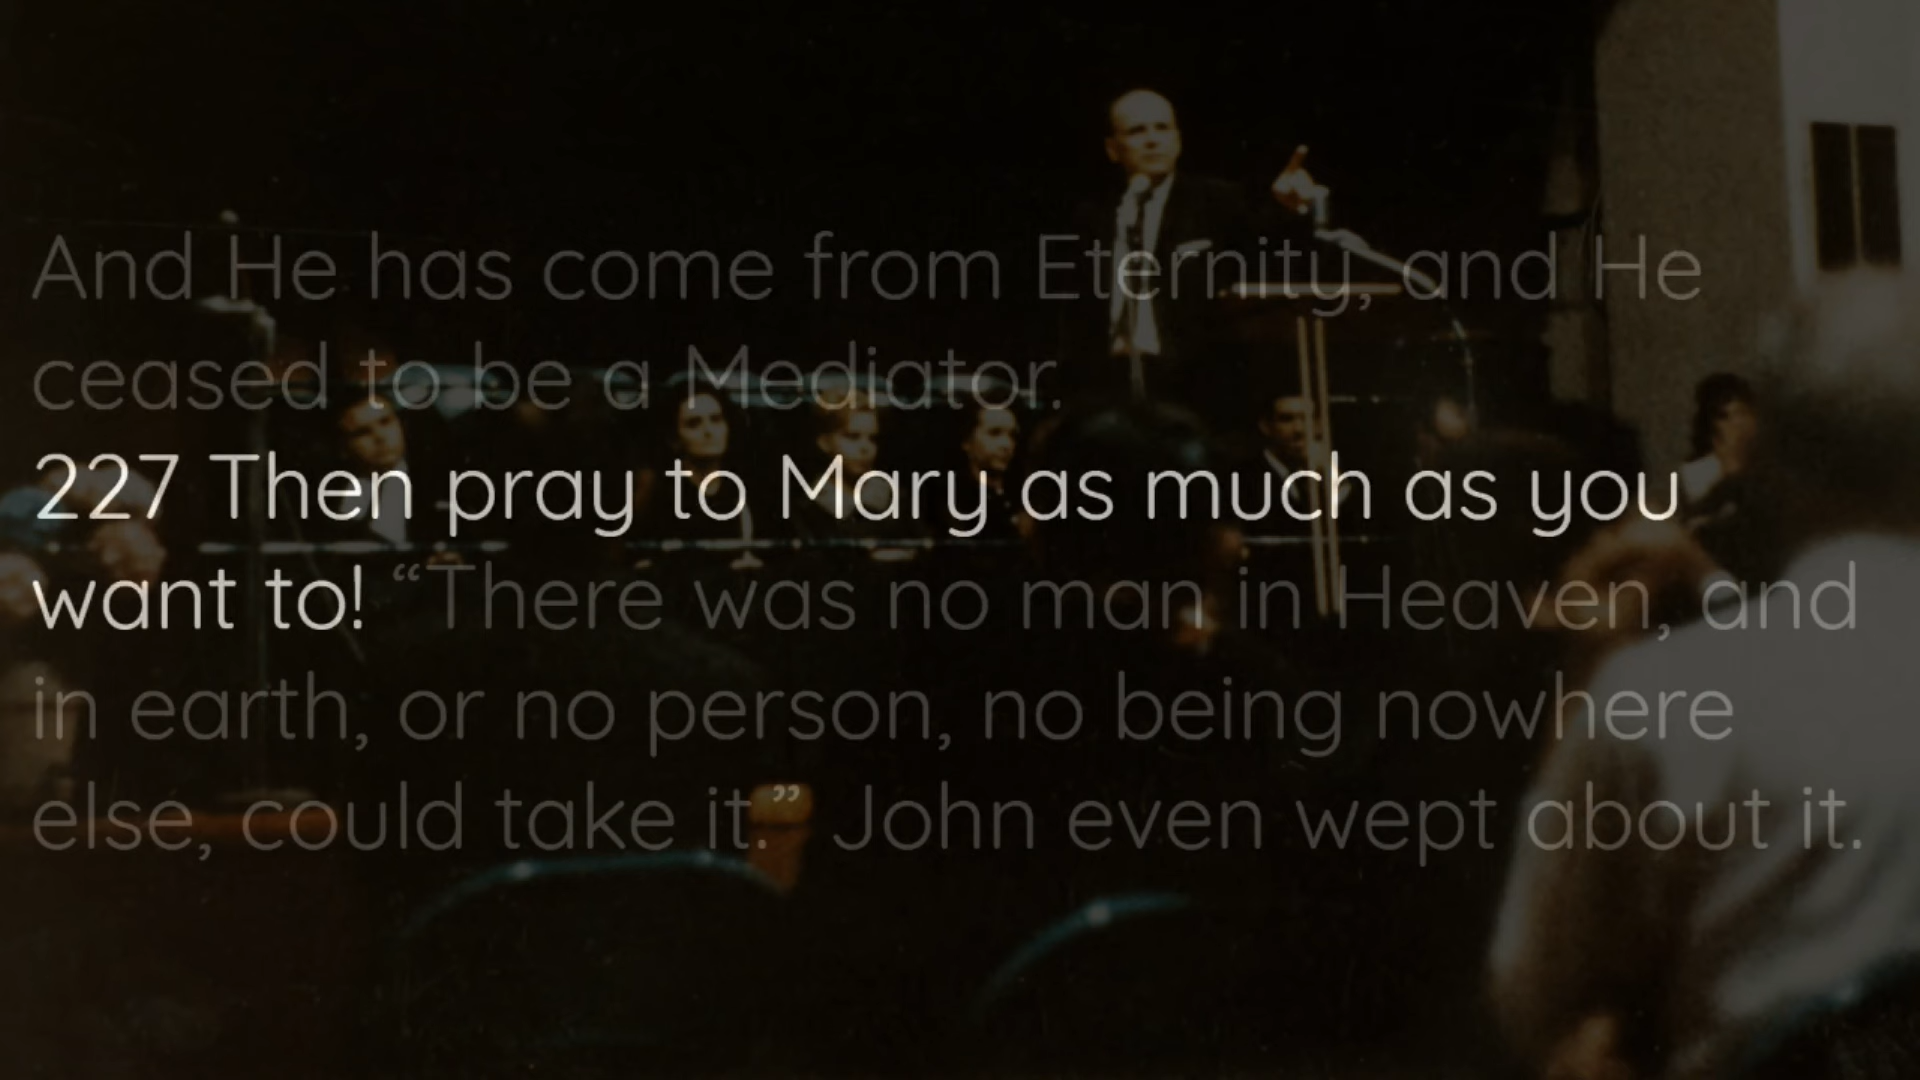 And He has come from Eternity, and He
ceased to be a Mediator.
227 Then pray to Mary as much as you
want to! “There was no man in Heaven, and
in earth, or no person, no being nowhere
else, could take it.” John even wept about it.